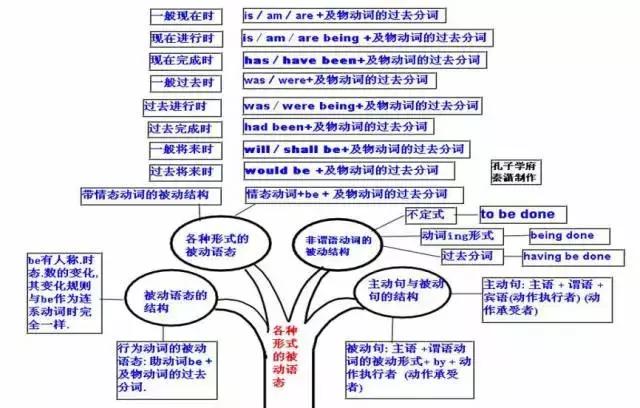 一般现在时 is / am / are +及物动词的过去分词
现在进行时 is / am / are being +及物动词的过去分词
现在完成时 has / have been+及物动词的过去分词
一般过去时 was / were+及物动词的过去分词
过去进行时 was / were being+及物动词的过去分词
过去完成时 had been+及物动词的过去分词
一般将来时 will / shall be+及物动词的过去分词
过去将来时 would be +及物动词的过去分词
孔子学府
秦潇制作
带情态动词的被动结构 情态动词+be + 及物动词的过去分词
各种形式的
被动语态
非谓语动词的
被动结构
不定式 to be done
动词ing形式 being done
过去分词 having be done
be有人称.时
态.数的变化,
其变化规则
与be作为连
系动词时完
全一样.
被动语态的
结构
行为动词的被动
语态: 助动词be +
及物动词的过去
分词.
主动句与被动
句的结构
主动句: 主语 + 谓语 +
宾语(动作执行者) (动
作承受者)
被动句: 主语 +谓语动词
的被动形式+ by + 动
作执行者 (动作承受
者)
各种
形式
的被
动语
态